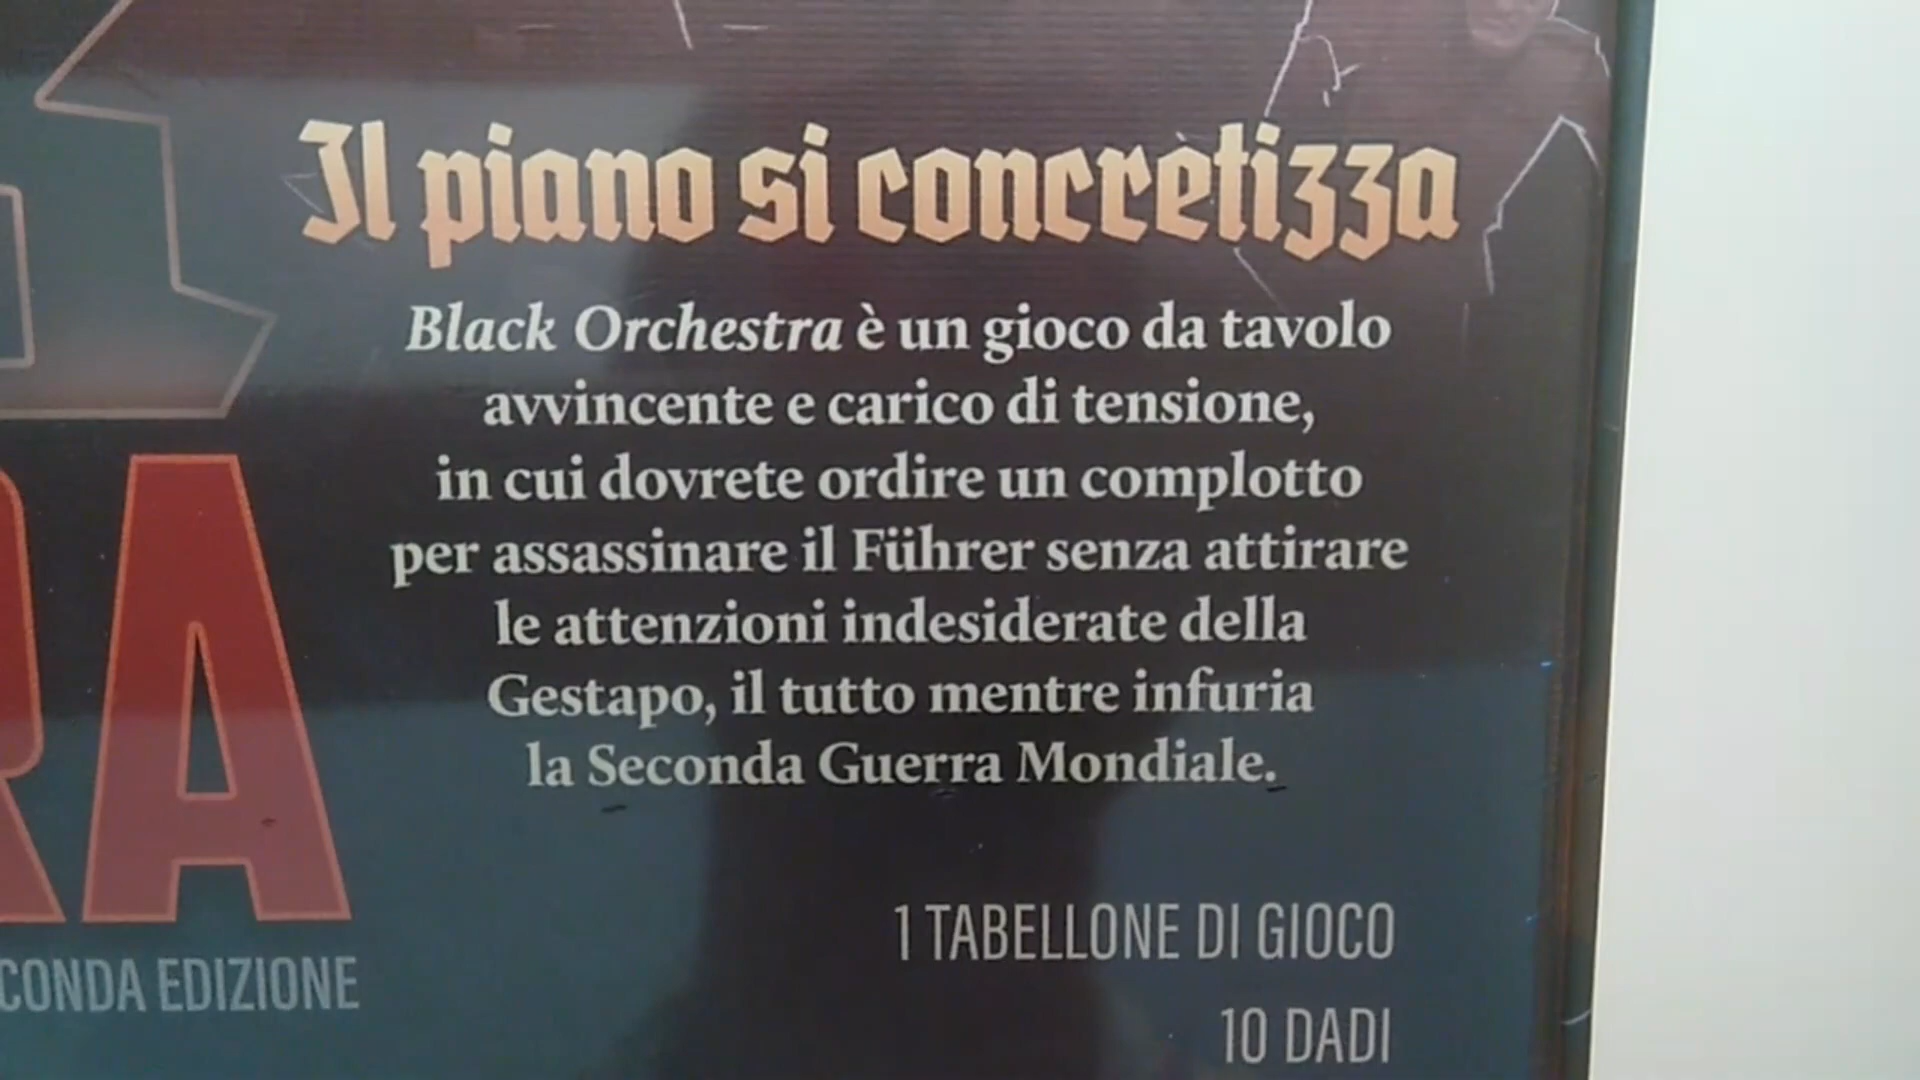 Il piano si concretizza
Black Orchestra è un gioco da tavolo
avvincente e carico di tensione,
in cui dovrete ordire un complotto
per assassinare il Führer senza attirare
le attenzioni indesiderate della
Gestapo, il tutto mentre infuria
la Seconda Guerra Mondiale.
RA
CONDA EDIZIONE
1 TABELLONE DI GIOCO
10 DADI